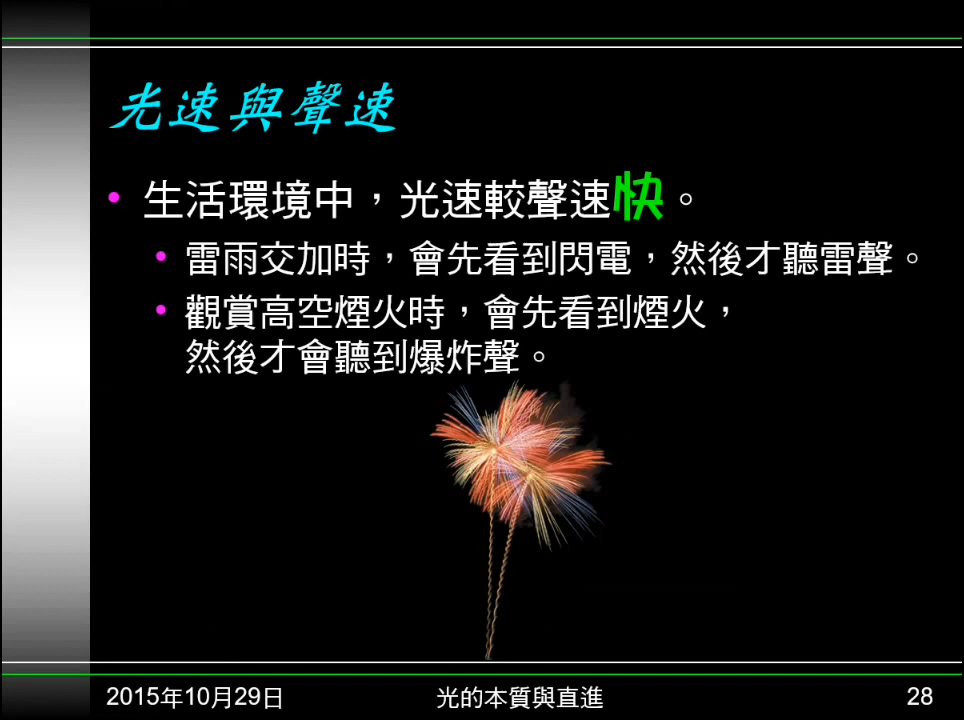 光速與聲速
• 生活環境中，光速較聲速快。
• 雷雨交加時，會先看到閃電，然後才聽雷聲。
• 觀賞高空煙火時，會先看到煙火，
然後才會聽到爆炸聲。
2015年10月29日
光的本質與直進
28